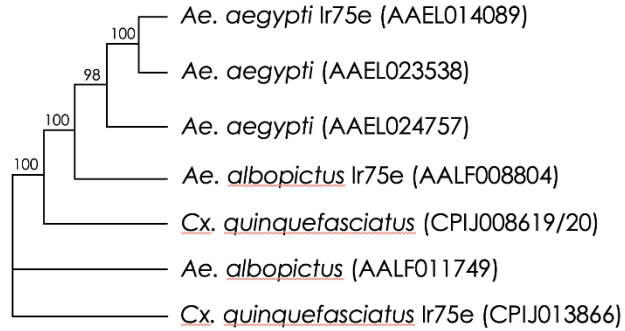 Ae. aegypti Ir75e (AAEL014089)
100
Ae. aegypti (AAEL023538)
98
Ae. aegypti (AAEL024757)
100
Ae. albopictus Ir75e (AALF008804)
100
Cx. quinquefasciatus (CPIJ008619/20)
Ae. albopictus (AALF011749)
Cx. quinquefasciatus Ir75e (CPIJ013866)